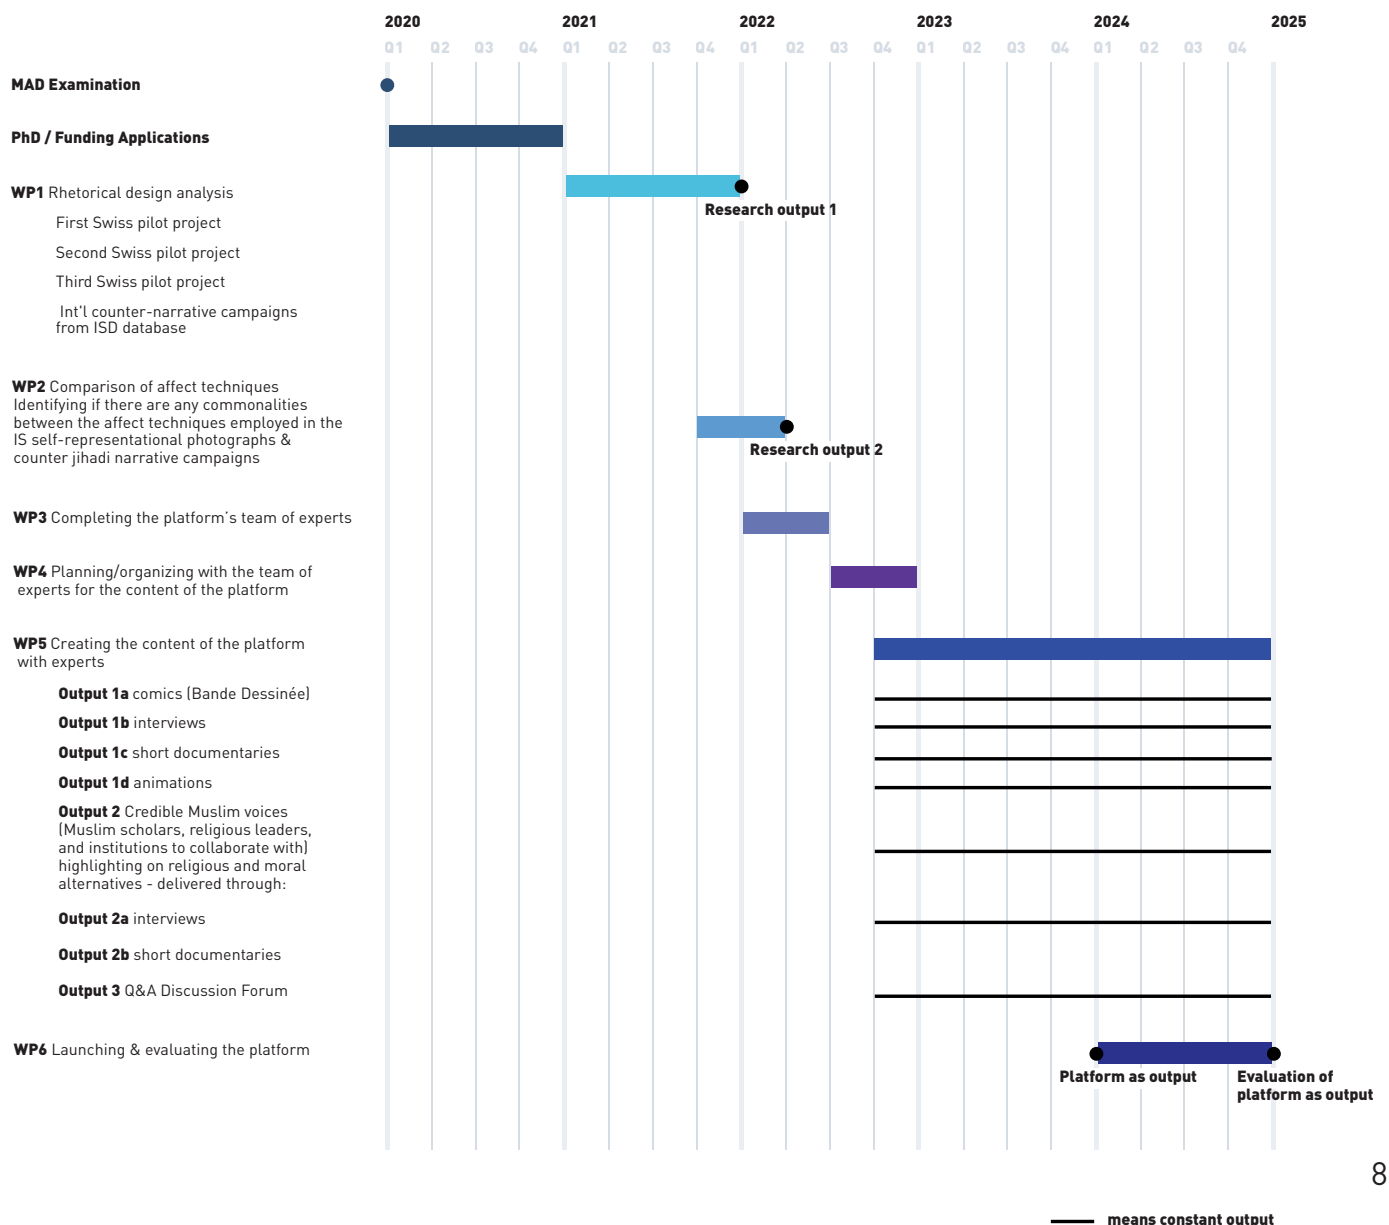 2020 2021 2022 2023 2024 2025
Q1 Q2 Q3 Q4 Q1 Q2 Q3 Q4 Q1 Q2 Q3 Q4 Q1 Q2 Q3 Q4 Q1 Q2 Q3 Q4
MAD Examination
PhD / Funding Applications
WP1 Rhetorical design analysis
Research output 1
First Swiss pilot project
Second Swiss pilot project
Third Swiss pilot project
Int'l counter-narrative campaigns
from ISD database
WP2 Comparison of affect techniques
Identifying if there are any commonalities
between the affect techniques employed in the
IS self-representational photographs &
counter jihadi narrative campaigns
Research output 2
WP3 Completing the platform's team of experts
WP4 Planning/organizing with the team of
experts for the content of the platform
WP5 Creating the content of the platform
with experts
Output 1a comics (Bande Dessinée)
Output 1b interviews
Output 1c short documentaries
Output 1d animations
Output 2 Credible Muslim voices
(Muslim scholars, religious leaders,
and institutions to collaborate with)
highlighting on religious and moral
alternatives - delivered through:
Output 2a interviews
Output 2b short documentaries
Output 3 Q&A Discussion Forum
WP6 Launching & evaluating the platform
Platform as output
Evaluation of
platform as output
8
means constant output